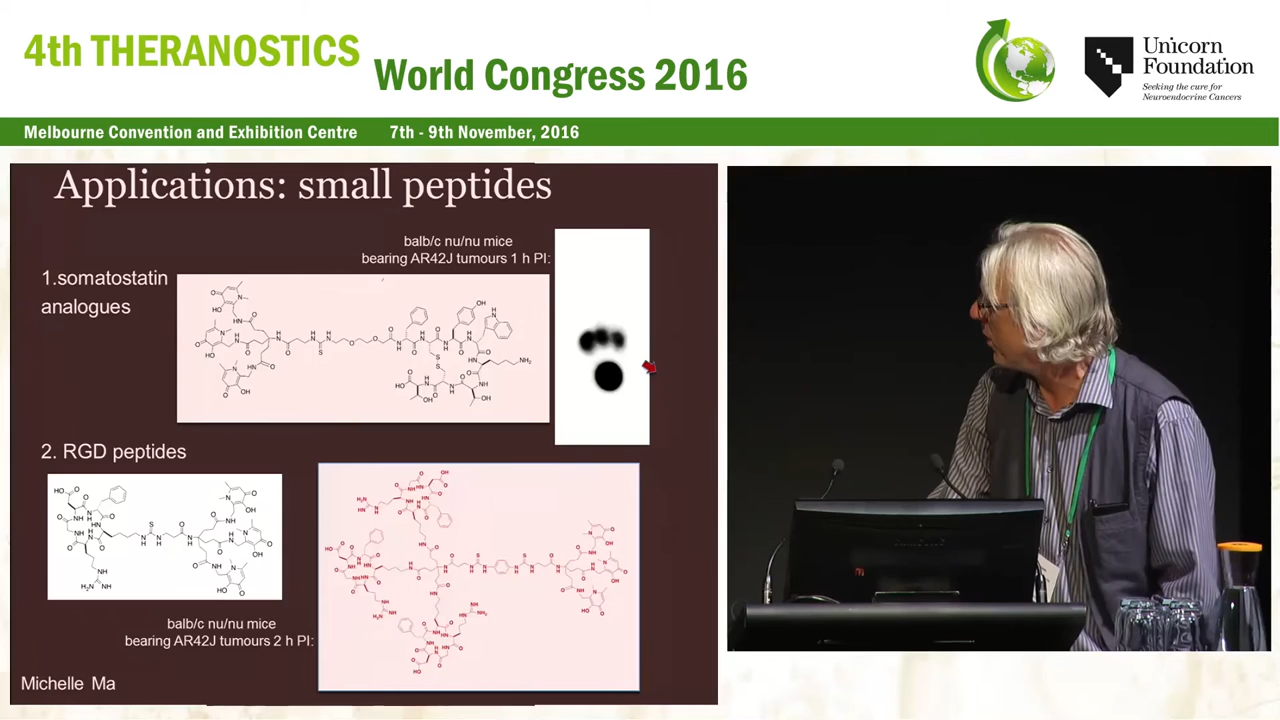 4th THERANOSTICS
World Congress 2016
Unicorn
Foundation
Seeking the cure for
Neuroendocrine Cancers
Melbourne Convention and Exhibition Centre 7th - 9th November, 2016
Applications: small peptides
balb/c nu/nu mice
bearing AR42J tumours 1 h PI:
1.somatostatin
analogues
2. RGD peptides
balb/c nu/nu mice
bearing AR42J tumours 2 h PI:
Michelle Ma